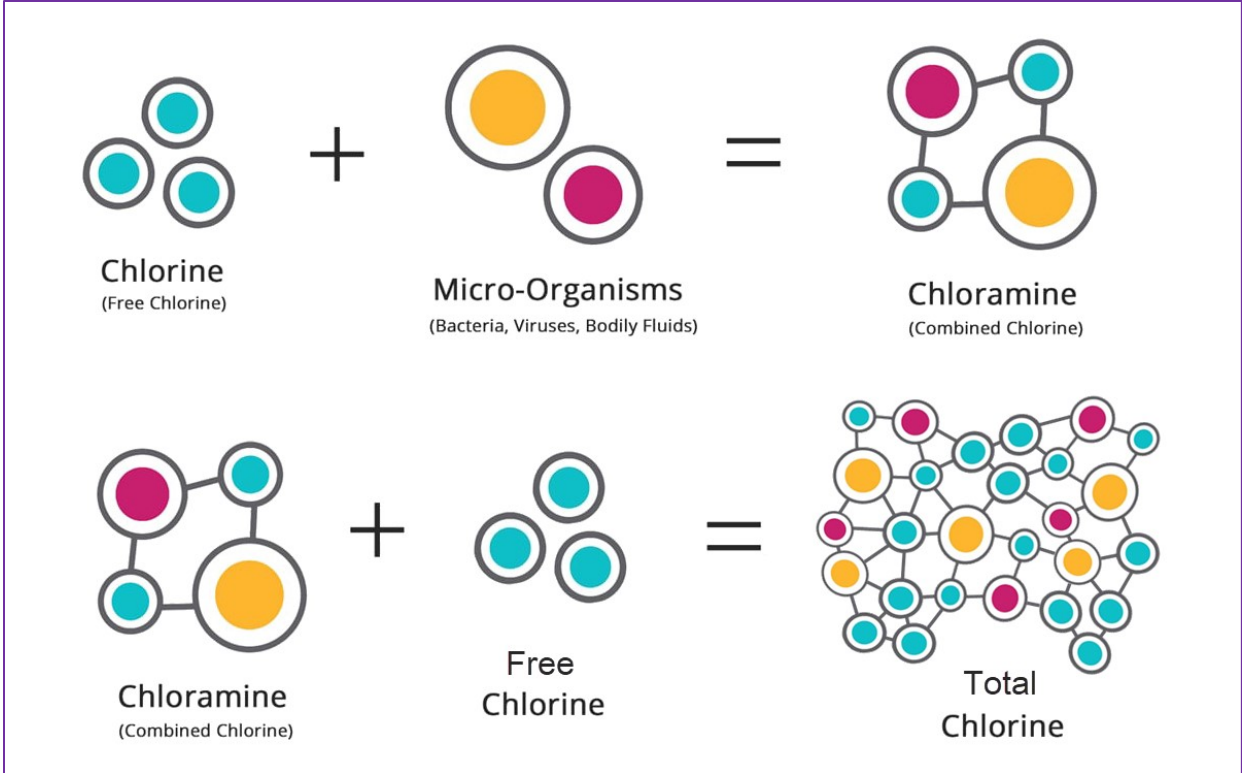 +
=
Chlorine
(Free Chlorine)
Micro-Organisms
(Bacteria, Viruses, Bodily Fluids)
Chloramine
(Combined Chlorine)
+
=
Chloramine
(Combined Chlorine)
Free
Chlorine
Total
Chlorine